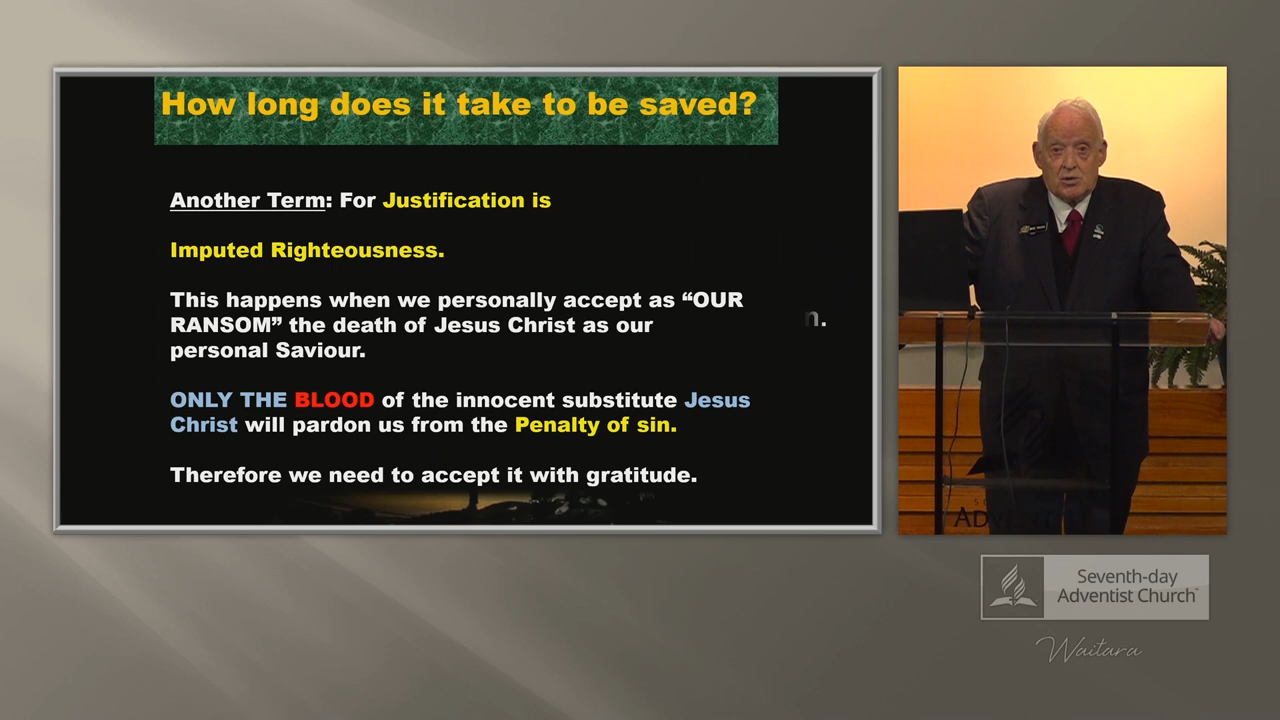 How long does it take to be saved?
Another Term: For Justification is
Imputed Righteousness.
This happens when we personally accept as “OUR
RANSOM” the death of Jesus Christ as our
personal Saviour.
n.
ONLY THE BLOOD of the innocent substitute Jesus
Christ will pardon us from the Penalty of sin.
Therefore we need to accept it with gratitude.
Seventh-day
Adventist Church
Waitara